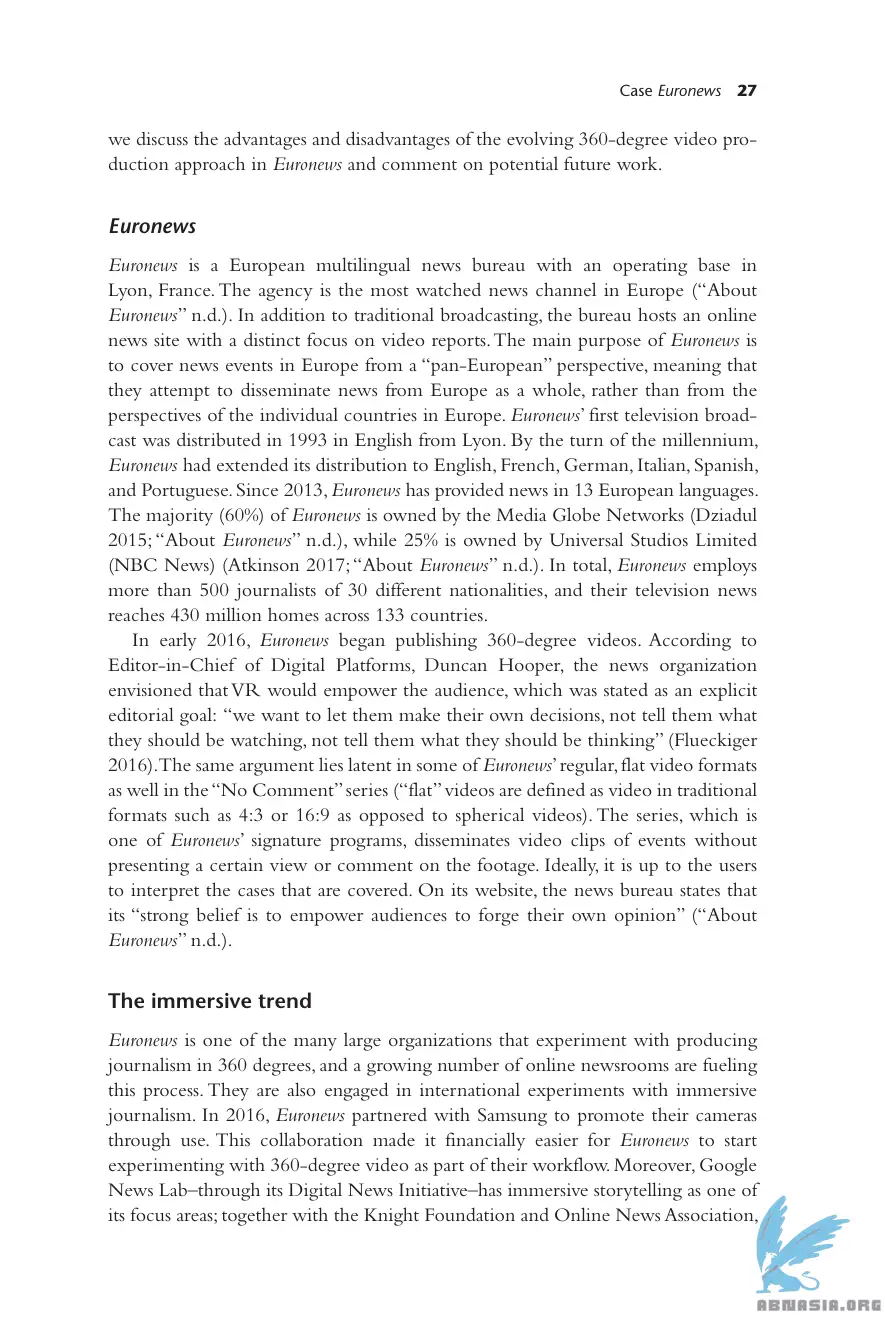 Case Euronews 27
we discuss the advantages and disadvantages of the evolving 360-degree video pro-
duction approach in Euronews and comment on potential future work.
Euronews
Euronews is a European multilingual news bureau with an operating base in
Lyon, France. The agency is the most watched news channel in Europe (“About
Euronews” n.d.). In addition to traditional broadcasting, the bureau hosts an online
news site with a distinct focus on video reports. The main purpose of Euronews is
to cover news events in Europe from a “pan-European” perspective, meaning that
they attempt to disseminate news from Europe as a whole, rather than from the
perspectives of the individual countries in Europe. Euronews’ first television broad-
cast was distributed in 1993 in English from Lyon. By the turn of the millennium,
Euronews had extended its distribution to English, French, German, Italian, Spanish,
and Portuguese. Since 2013, Euronews has provided news in 13 European languages.
The majority (60%) of Euronews is owned by the Media Globe Networks (Dziadul
2015; “About Euronews” n.d.), while 25% is owned by Universal Studios Limited
(NBC News) (Atkinson 2017; “About Euronews” n.d.). In total, Euronews employs
more than 500 journalists of 30 different nationalities, and their television news
reaches 430 million homes across 133 countries.
In early 2016, Euronews began publishing 360-degree videos. According to
Editor-in-Chief of Digital Platforms, Duncan Hooper, the news organization
envisioned that VR would empower the audience, which was stated as an explicit
editorial goal: “we want to let them make their own decisions, not tell them what
they should be watching, not tell them what they should be thinking” (Flueckiger
2016).The same argument lies latent in some of Euronews’ regular, flat video formats
as well in the “No Comment” series (“flat” videos are defined as video in traditional
formats such as 4:3 or 16:9 as opposed to spherical videos). The series, which is
one of Euronews’ signature programs, disseminates video clips of events without
presenting a certain view or comment on the footage. Ideally, it is up to the users
to interpret the cases that are covered. On its website, the news bureau states that
its “strong belief is to empower audiences to forge their own opinion” (“About
Euronews” n.d.).
The immersive trend
Euronews is one of the many large organizations that experiment with producing
journalism in 360 degrees, and a growing number of online newsrooms are fueling
this process. They are also engaged in international experiments with immersive
journalism. In 2016, Euronews partnered with Samsung to promote their cameras
through use. This collaboration made it financially easier for Euronews to start
experimenting with 360-degree video as part of their workflow. Moreover, Google
News Lab–through its Digital News Initiative–has immersive storytelling as one of
its focus areas; together with the Knight Foundation and Online News Association,
ABNASIA.ORG